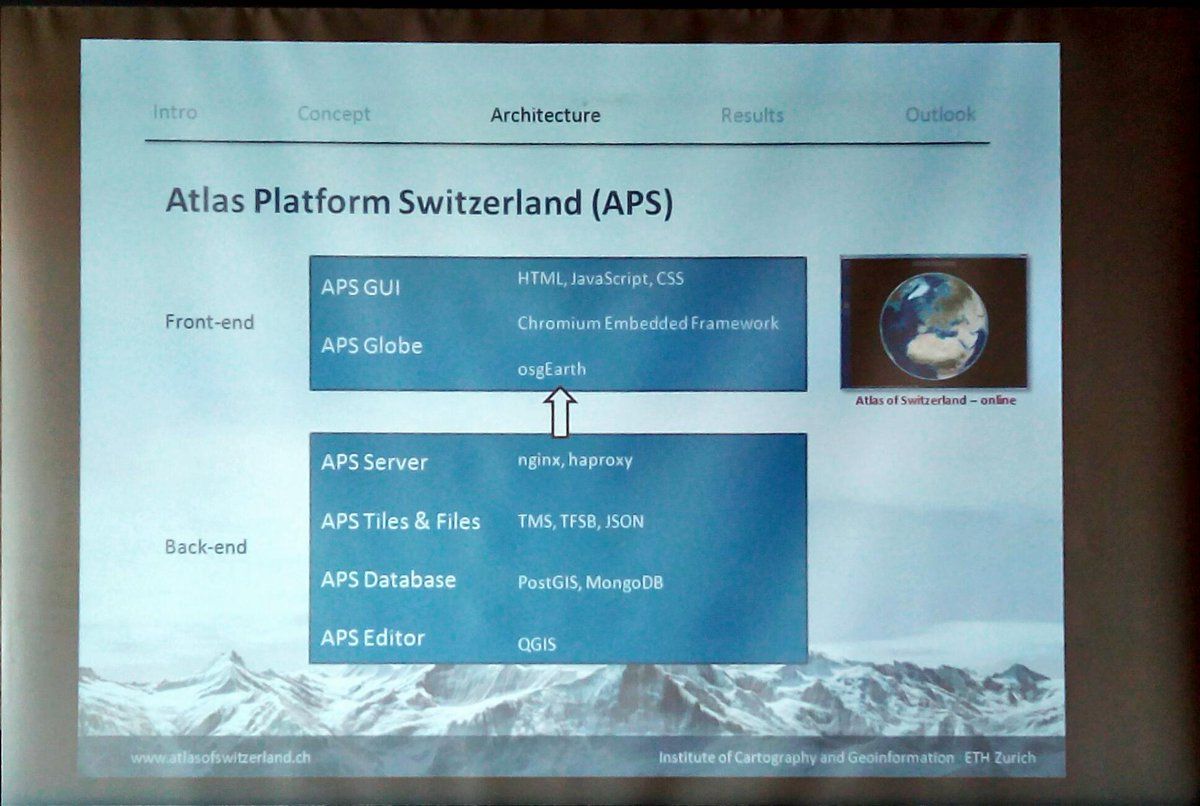 Intro Concept Architecture Results Outlook
Atlas Platform Switzerland (APS)
Front-end
APS GUI
HTML, JavaScript, CSS
Chromium Embedded Framework
APS Globe
osgEarth
Atlas of Switzerland – online
Back-end
APS Server nginx, haproxy
APS Tiles & Files TMS, TFSB, JSON
APS Database PostGIS, MongoDB
APS Editor QGIS
www.atlasofswitzerland.ch Institute of Cartography and Geoinformation ETH Zurich